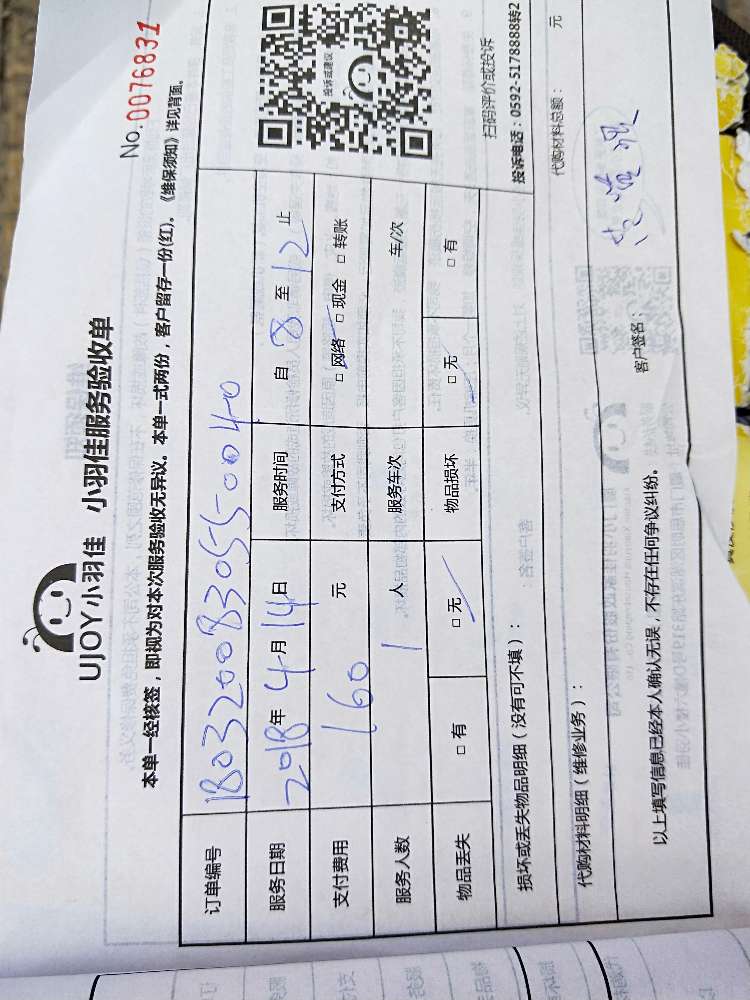 No. 0076831
UJOY小羽佳 小羽佳服务验收单
本单一经核签，即视为对本次服务验收无异议。本单一式两份，客户留存一份(红)。《维保须知》详见背面。
订单编号 180320083055-0040
服务日期 2018年4月14日 服务时间 自8至12止
支付费用 160 元 支付方式 □网络 □现金 □转账
服务人数 1 人 服务车次 车/次
物品丢失 □有 □无 物品损坏 □无 □有
投诉或建议
扫码评价或投诉
投诉电话：0592-5178888转2
损坏或丢失物品明细（没有可不填）：
代购材料明细（维修业务）： 代购材料总额： 元
以上填写信息已经本人确认无误，不存在任何争议纠纷。 客户签名：